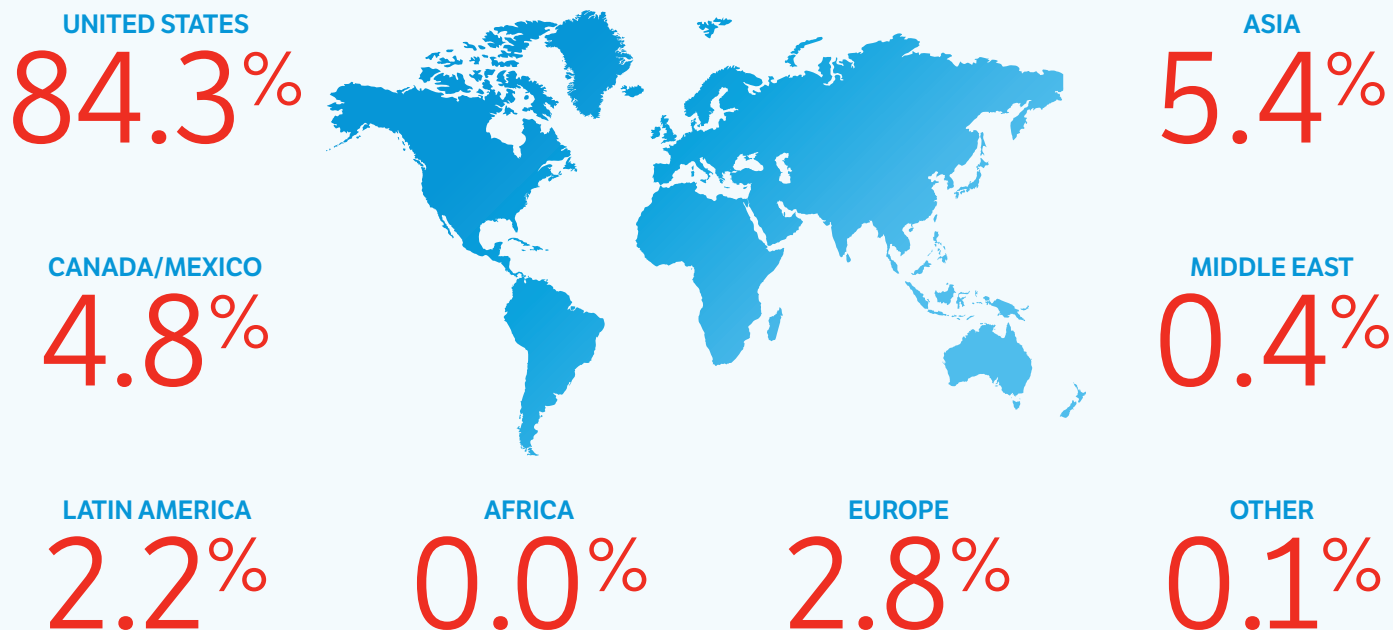 UNITED STATES
84.3%
ASIA
5.4%
CANADA/MEXICO
4.8%
MIDDLE EAST
0.4%
LATIN AMERICA
2.2%
AFRICA
0.0%
EUROPE
2.8%
OTHER
0.1%